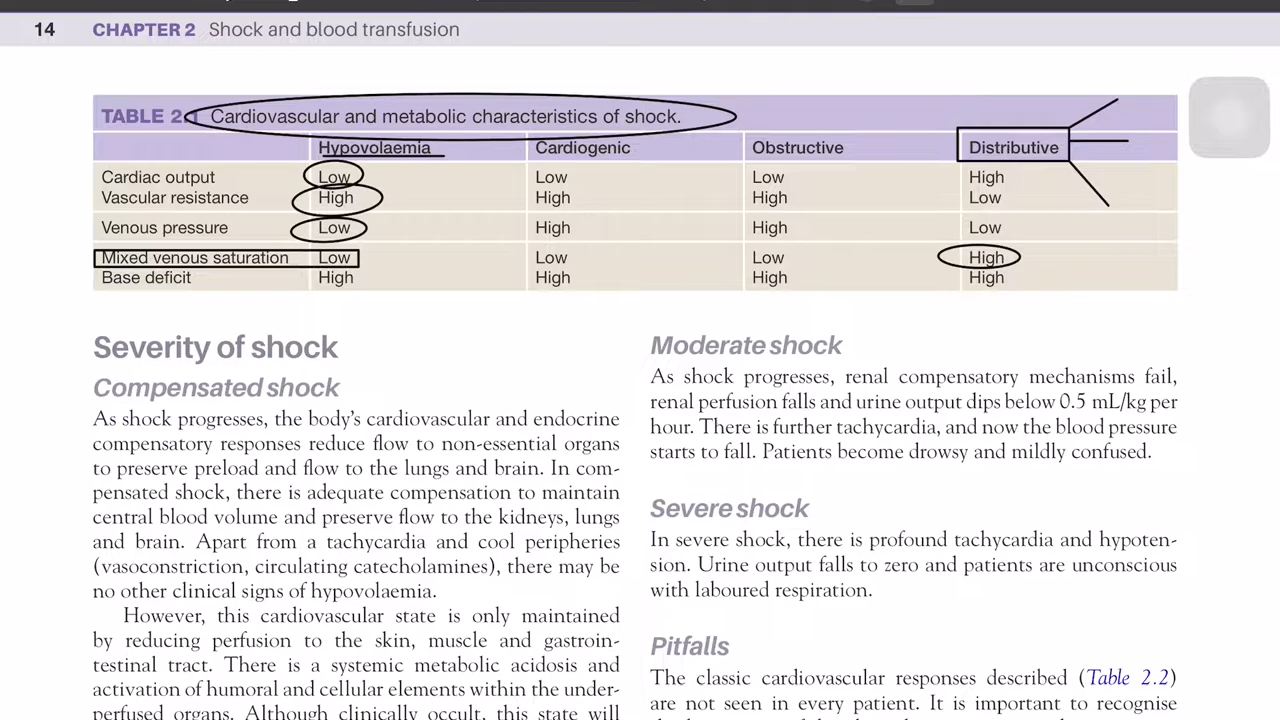 14 CHAPTER 2 Shock and blood transfusion
TABLE 2.1 Cardiovascular and metabolic characteristics of shock.
Hypovolaemia Cardiogenic Obstructive Distributive
Cardiac output Low Low Low High
Vascular resistance High High High Low
Venous pressure Low High High Low
Mixed venous saturation Low Low Low High
Base deficit High High High High
Severity of shock
Compensated shock
As shock progresses, the body's cardiovascular and endocrine
compensatory responses reduce flow to non-essential organs
to preserve preload and flow to the lungs and brain. In com-
pensated shock, there is adequate compensation to maintain
central blood volume and preserve flow to the kidneys, lungs
and brain. Apart from a tachycardia and cool peripheries
(vasoconstriction, circulating catecholamines), there may be
no other clinical signs of hypovolaemia.
However, this cardiovascular state is only maintained
by reducing perfusion to the skin, muscle and gastroin-
testinal tract. There is a systemic metabolic acidosis and
activation of humoral and cellular elements within the under-
perfused organs. Although clinically occult, this state will
Moderate shock
As shock progresses, renal compensatory mechanisms fail,
renal perfusion falls and urine output dips below 0.5 mL/kg per
hour. There is further tachycardia, and now the blood pressure
starts to fall. Patients become drowsy and mildly confused.
Severe shock
In severe shock, there is profound tachycardia and hypoten-
sion. Urine output falls to zero and patients are unconscious
with laboured respiration.
Pitfalls
The classic cardiovascular responses described (Table 2.2)
are not seen in every patient. It is important to recognise